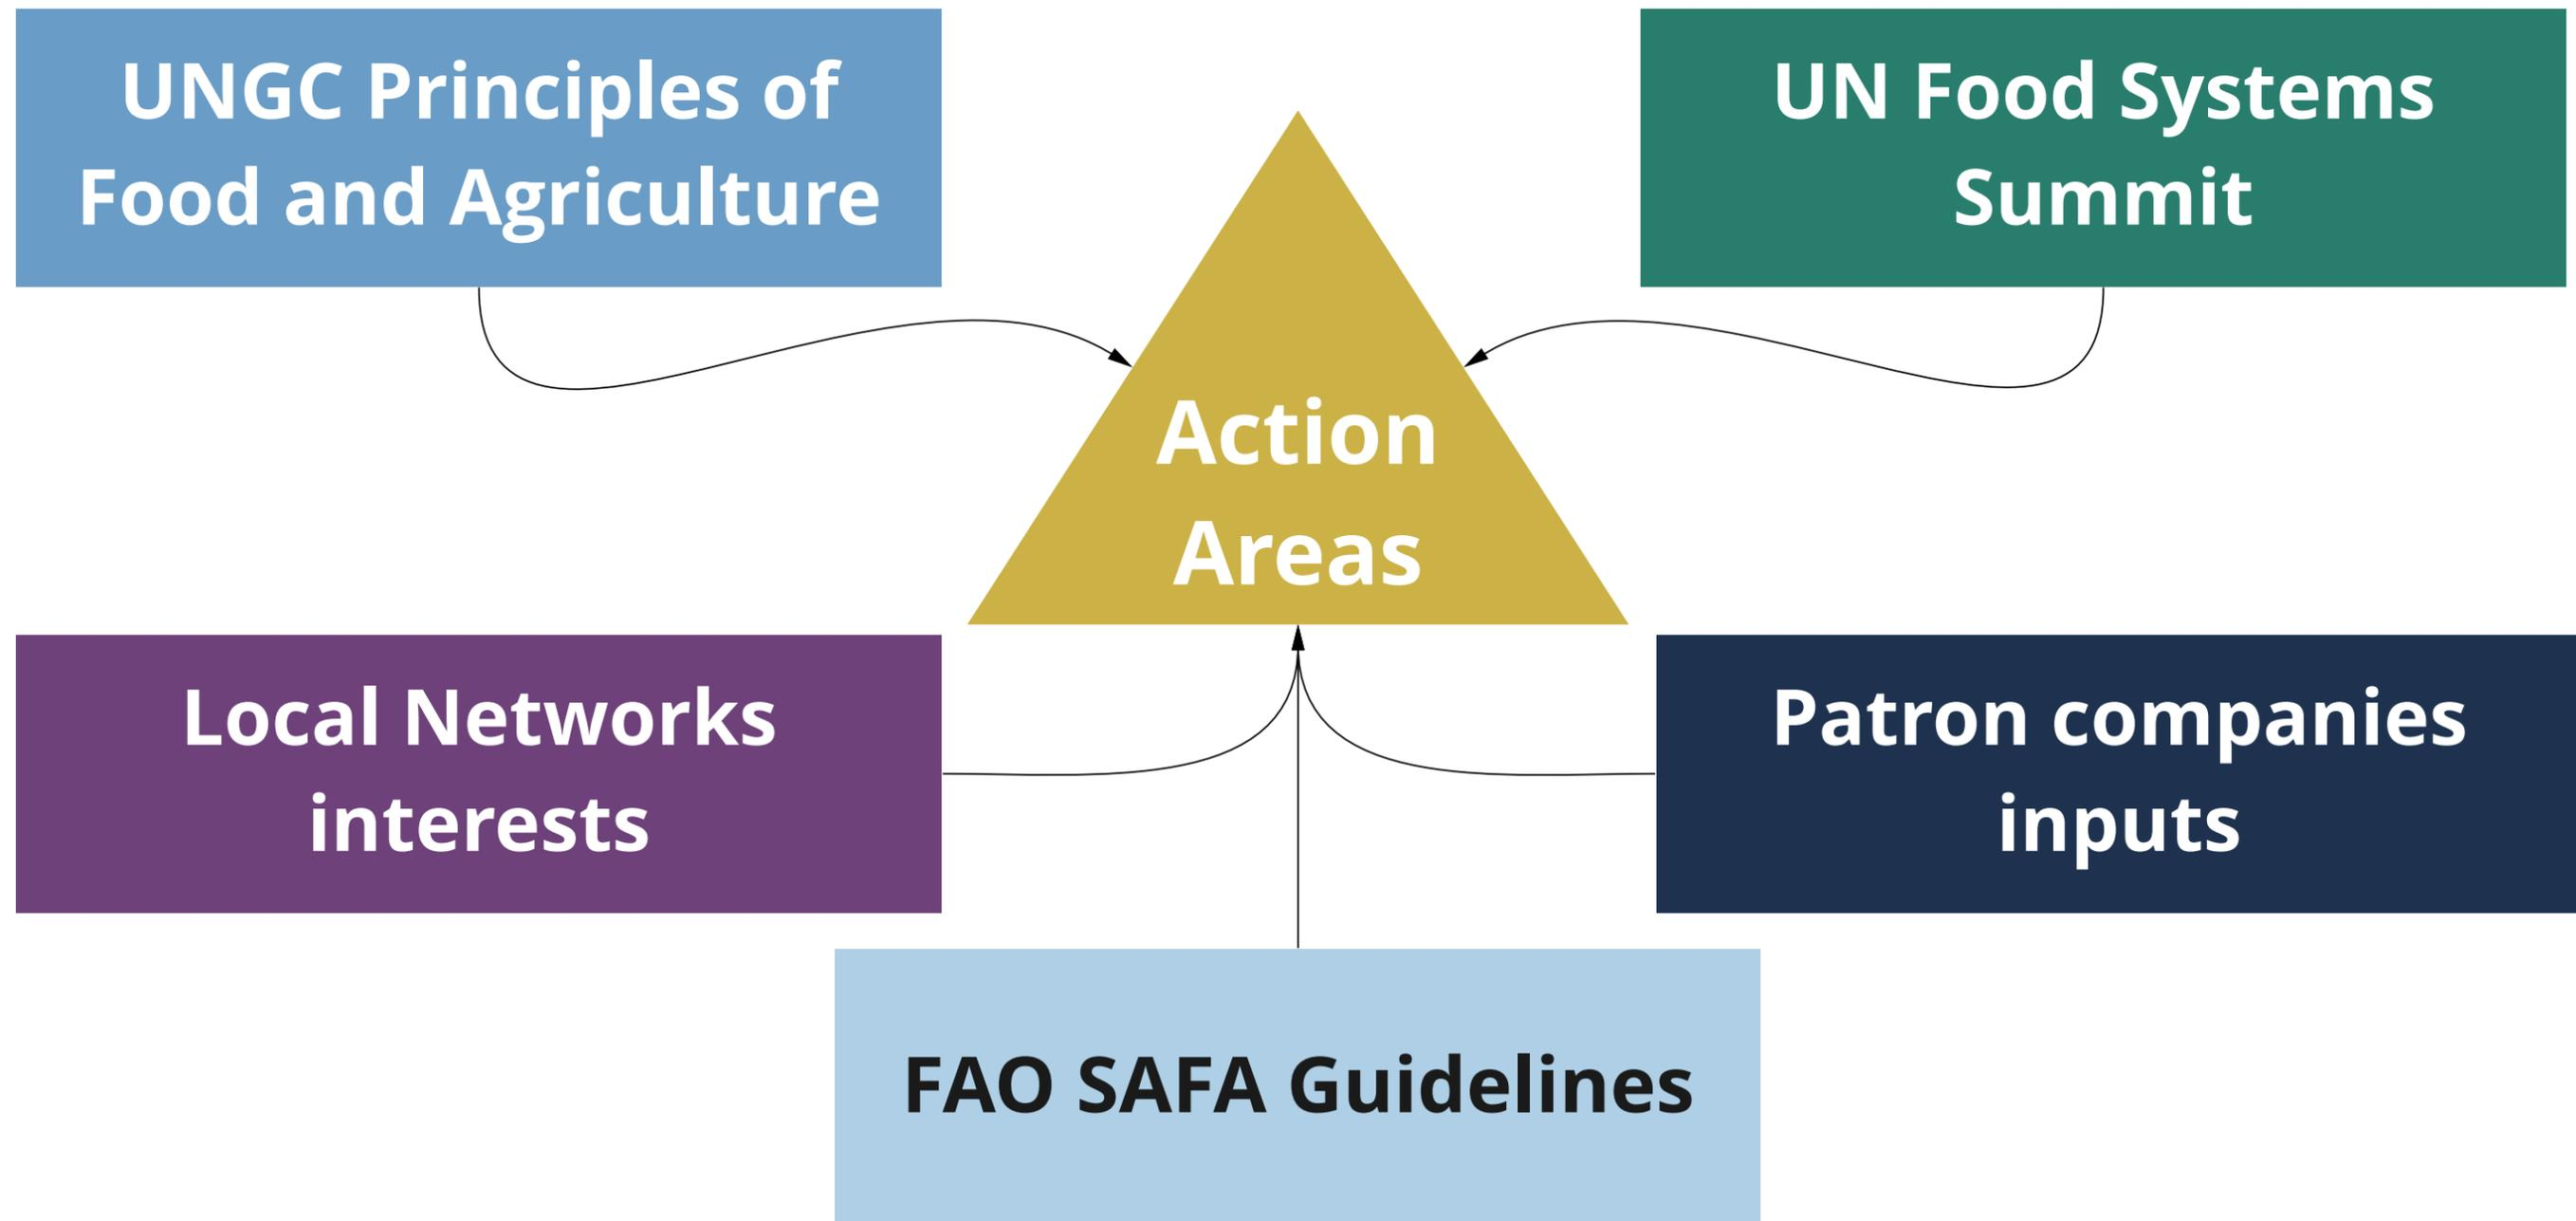 UNGC Principles of
Food and Agriculture
UN Food Systems
Summit
Action
Areas
Local Networks
interests
Patron companies
inputs
FAO SAFA Guidelines